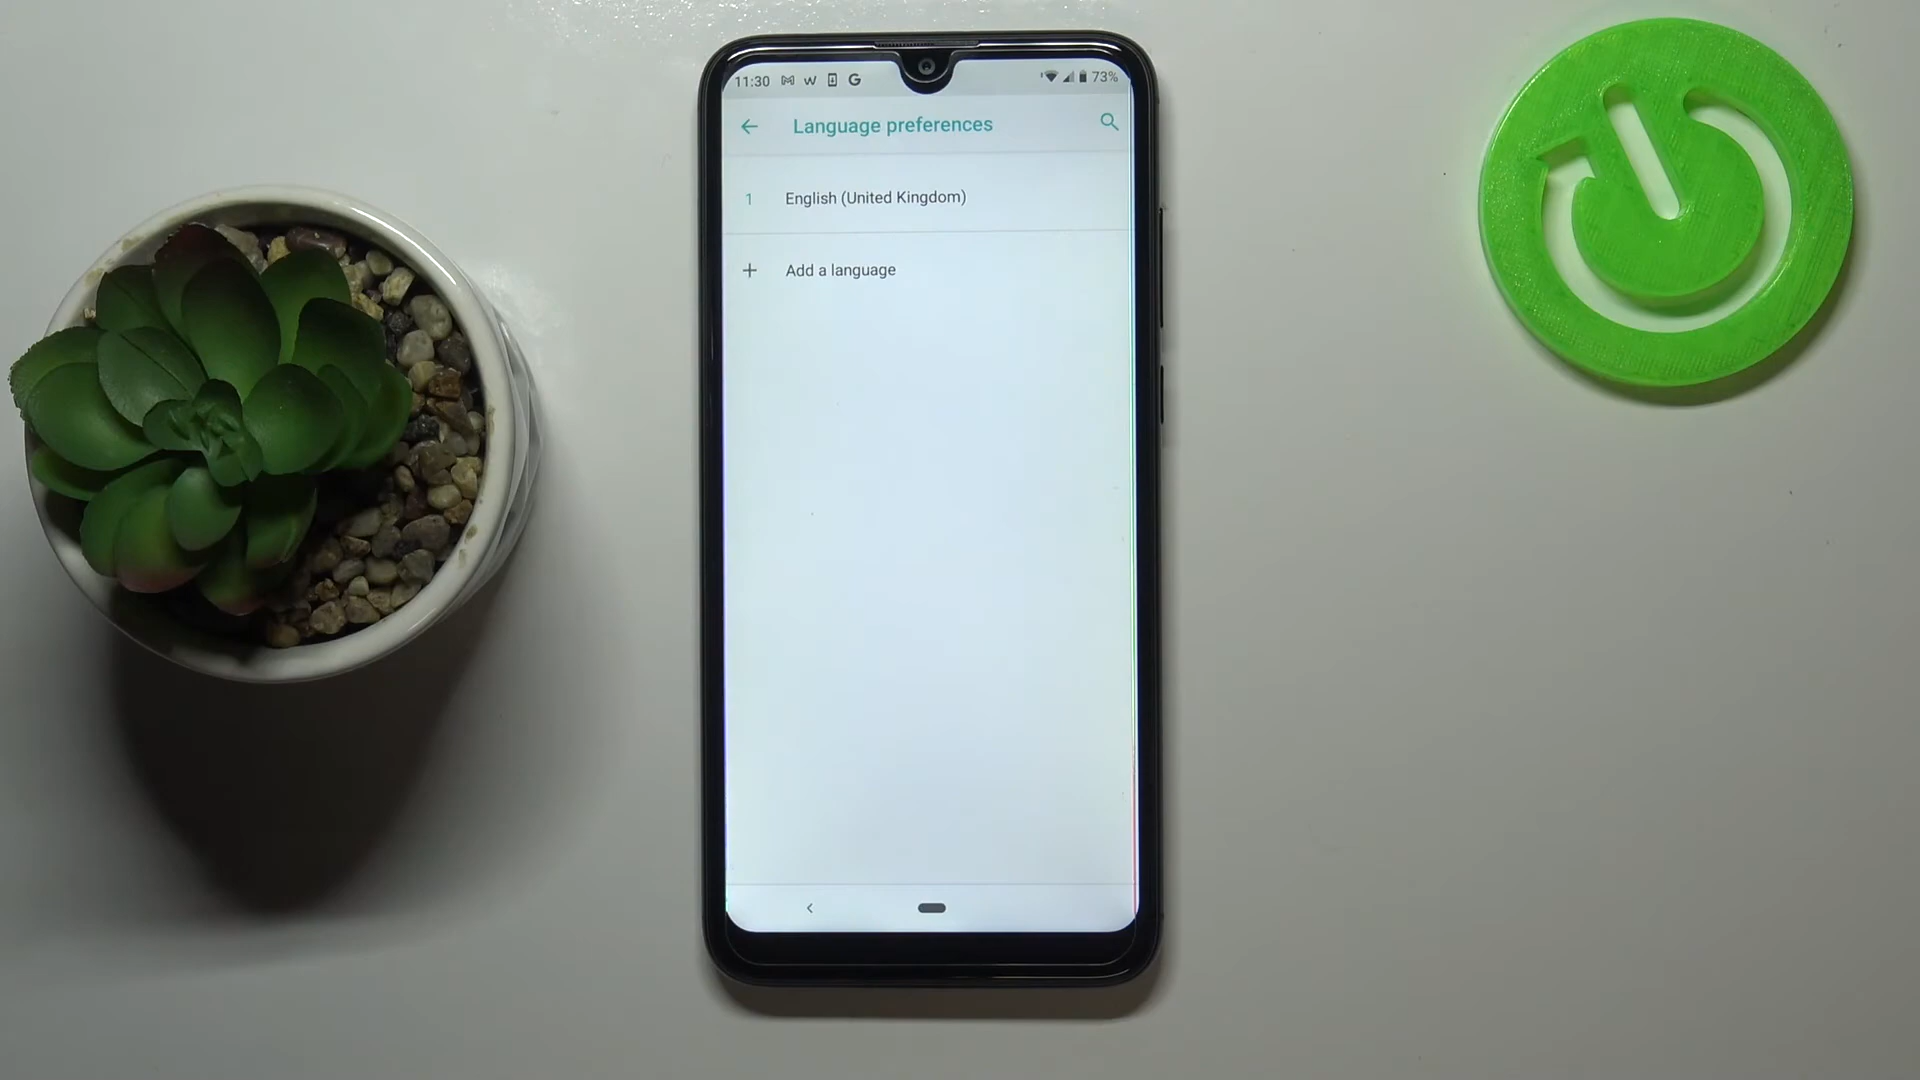 11:30 G 73%
Language preferences
1 English (United Kingdom)
+ Add a language